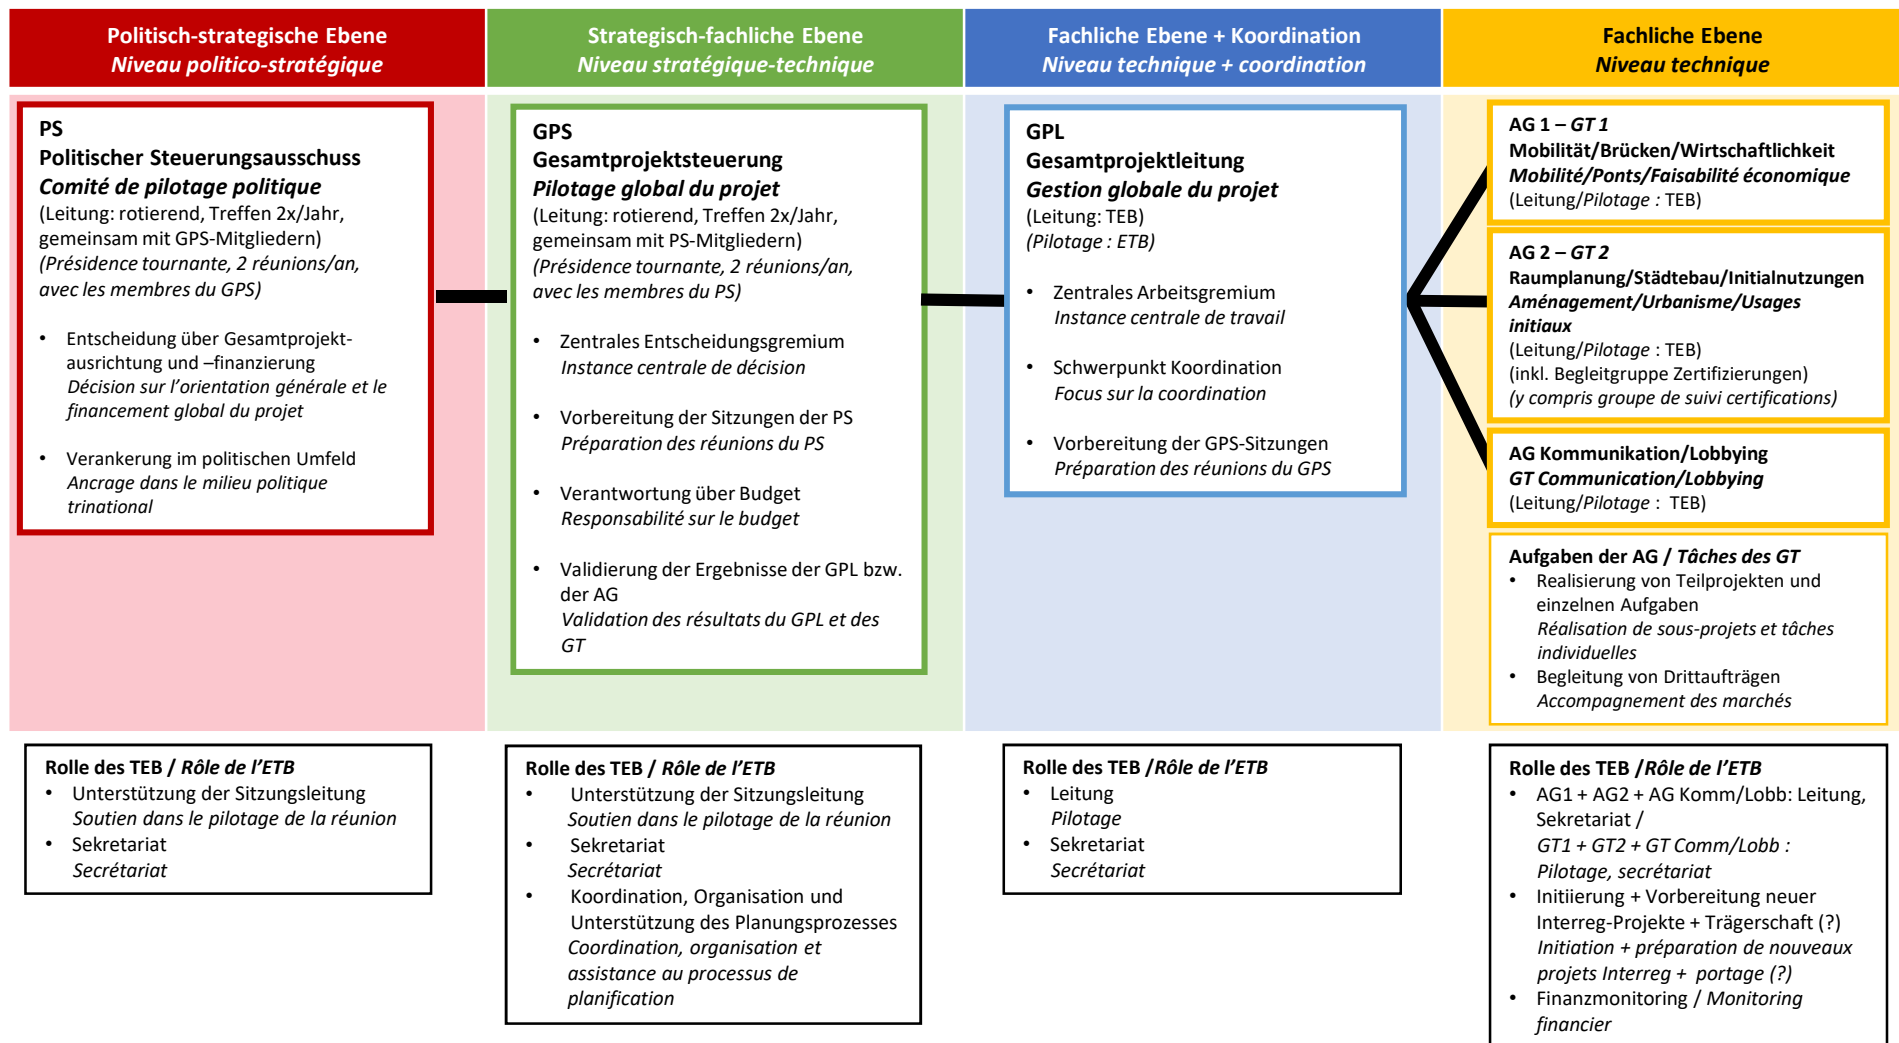 Politisch-strategische Ebene
Niveau politico-stratégique
Strategisch-fachliche Ebene
Niveau stratégique-technique
Fachliche Ebene + Koordination
Niveau technique + coordination
Fachliche Ebene
Niveau technique
PS
Politischer Steuerungsausschuss
Comité de pilotage politique
(Leitung: rotierend, Treffen 2x/Jahr,
gemeinsam mit GPS-Mitgliedern)
(Présidence tournante, 2 réunions/an,
avec les membres du GPS)
• Entscheidung über Gesamtprojekt-
ausrichtung und –finanzierung
Décision sur l’orientation générale et le
financement global du projet
• Verankerung im politischen Umfeld
Ancrage dans le milieu politique
trinational
GPS
Gesamtprojektsteuerung
Pilotage global du projet
(Leitung: rotierend, Treffen 2x/Jahr,
gemeinsam mit PS-Mitgliedern)
(Présidence tournante, 2 réunions/an,
avec les membres du PS)
• Zentrales Entscheidungsgremium
Instance centrale de décision
• Vorbereitung der Sitzungen der PS
Préparation des réunions du PS
• Verantwortung über Budget
Responsabilité sur le budget
• Validierung der Ergebnisse der GPL bzw.
der AG
Validation des résultats du GPL et des
GT
GPL
Gesamtprojektleitung
Gestion globale du projet
(Leitung: TEB)
(Pilotage : ETB)
• Zentrales Arbeitsgremium
Instance centrale de travail
• Schwerpunkt Koordination
Focus sur la coordination
• Vorbereitung der GPS-Sitzungen
Préparation des réunions du GPS
AG 1 – GT 1
Mobilität/Brücken/Wirtschaftlichkeit
Mobilité/Ponts/Faisabilité économique
(Leitung/Pilotage : TEB)
AG 2 – GT 2
Raumplanung/Städtebau/Initialnutzungen
Aménagement/Urbanisme/Usages
initiaux
(Leitung/Pilotage : TEB)
(inkl. Begleitgruppe Zertifizierungen)
(y compris groupe de suivi certifications)
AG Kommunikation/Lobbying
GT Communication/Lobbying
(Leitung/Pilotage : TEB)
Aufgaben der AG / Tâches des GT
• Realisierung von Teilprojekten und
einzelnen Aufgaben
Réalisation de sous-projets et tâches
individuelles
• Begleitung von Drittaufträgen
Accompagnement des marchés
Rolle des TEB / Rôle de l’ETB
• Unterstützung der Sitzungsleitung
Soutien dans le pilotage de la réunion
• Sekretariat
Secrétariat
Rolle des TEB / Rôle de l’ETB
• Unterstützung der Sitzungsleitung
Soutien dans le pilotage de la réunion
• Sekretariat
Secrétariat
• Koordination, Organisation und
Unterstützung des Planungsprozesses
Coordination, organisation et
assistance au processus de
planification
Rolle des TEB /Rôle de l’ETB
• Leitung
Pilotage
• Sekretariat
Secrétariat
Rolle des TEB /Rôle de l’ETB
• AG1 + AG2 + AG Komm/Lobb: Leitung,
Sekretariat /
GT1 + GT2 + GT Comm/Lobb :
Pilotage, secrétariat
• Initiierung + Vorbereitung neuer
Interreg-Projekte + Trägerschaft (?)
Initiation + préparation de nouveaux
projets Interreg + portage (?)
• Finanzmonitoring / Monitoring
financier